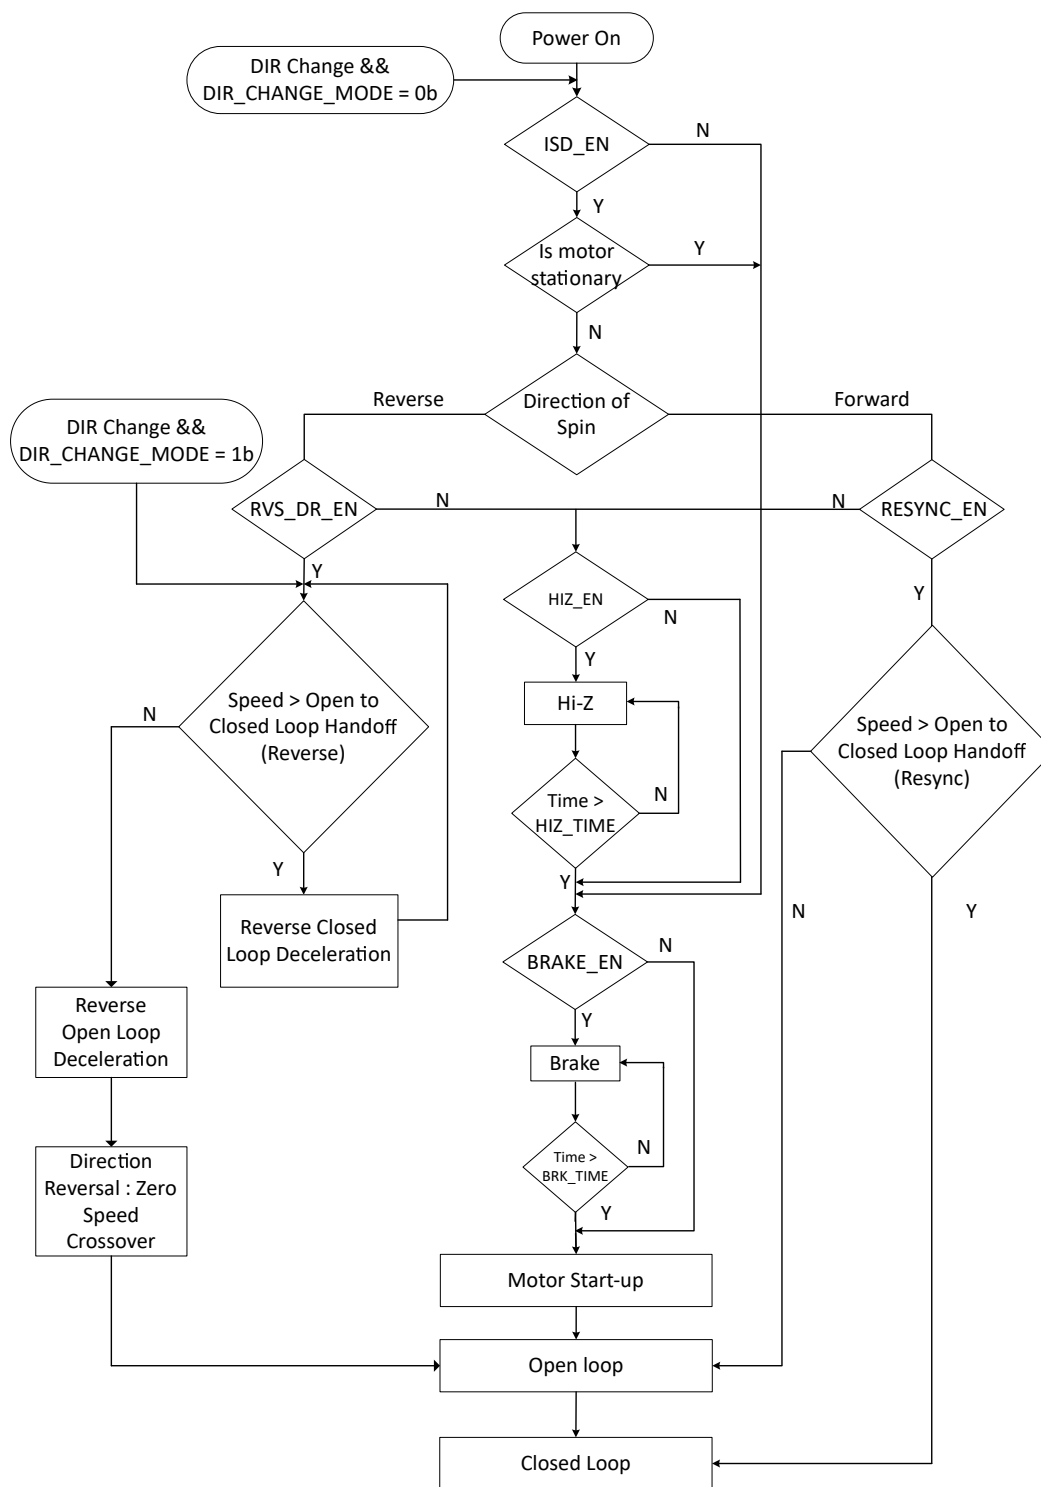 Power On
DIR Change &&
DIR_CHANGE_MODE = 0b
ISD_EN
N
Y
Is motor
stationary
Y
N
Reverse
Direction of
Spin
Forward
DIR Change &&
DIR_CHANGE_MODE = 1b
RVS_DR_EN
N
N
RESYNC_EN
Y
Y
HIZ_EN
N
Y
Speed > Open to
Closed Loop Handoff
(Reverse)
N
Y
Hi-Z
Time >
HIZ_TIME
N
Y
Speed > Open to
Closed Loop Handoff
(Resync)
N
Y
Reverse Closed
Loop Deceleration
BRAKE_EN
N
Y
Reverse
Open Loop
Deceleration
Brake
Time >
BRK_TIME
N
Y
Direction
Reversal : Zero
Speed
Crossover
Motor Start-up
Open loop
Closed Loop